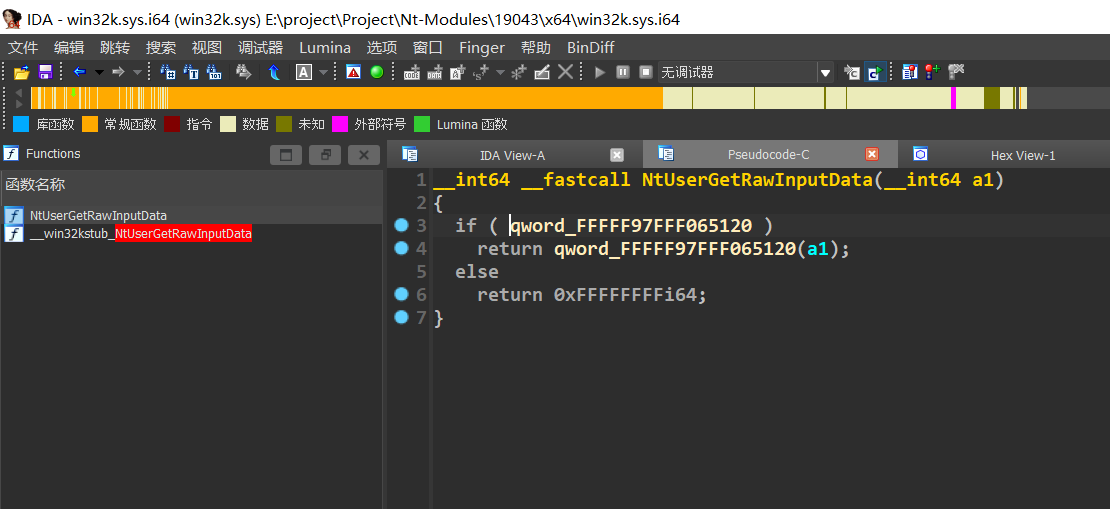 IDA - win32k.sys.i64 (win32k.sys) E:\project\Project\Nt-Modules\19043\x64\win32k.sys.i64
文件 编辑 跳转 搜索 视图 调试器 Lumina 选项 窗口 Finger 帮助 BinDiff
无调试器
库函数 常规函数 指令 数据 未知 外部符号 Lumina 函数
Functions
IDA View-A Pseudocode-C Hex View-1
函数名称
NtUserGetRawInputData
__win32kstub_NtUserGetRawInputData
1 __int64 __fastcall NtUserGetRawInputData(__int64 a1)
2 {
3 if ( qword_FFFFF97FFF065120 )
4 return qword_FFFFF97FFF065120(a1);
5 else
6 return 0xFFFFFFFFi64;
7 }